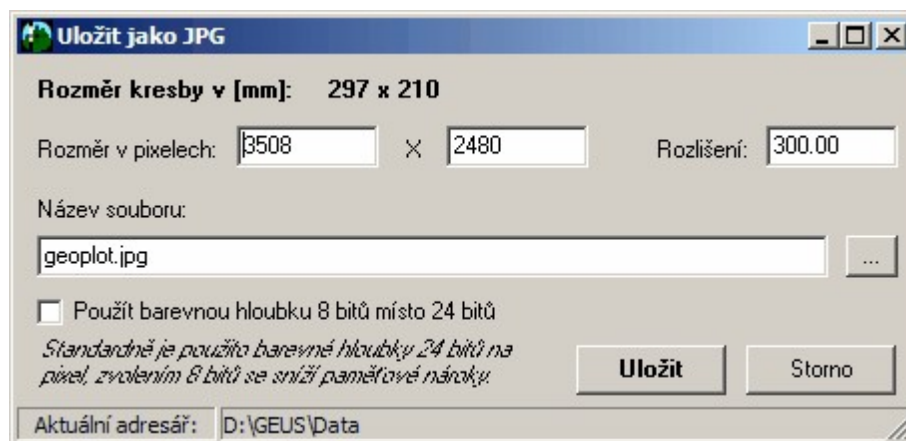 Uložit jako JPG
Rozměr kresby v [mm]: 297 x 210
Rozměr v pixelech: 3508 X 2480 Rozlišení: 300.00
Název souboru:
geoplot.jpg ...
Použít barevnou hloubku 8 bitů místo 24 bitů
Standardně je použito barevné hloubky 24 bitů na
pixel, zvolením 8 bitů se sníží paměťové nároky.
Uložit Storno
Aktuální adresář: D:\GEUS\Data